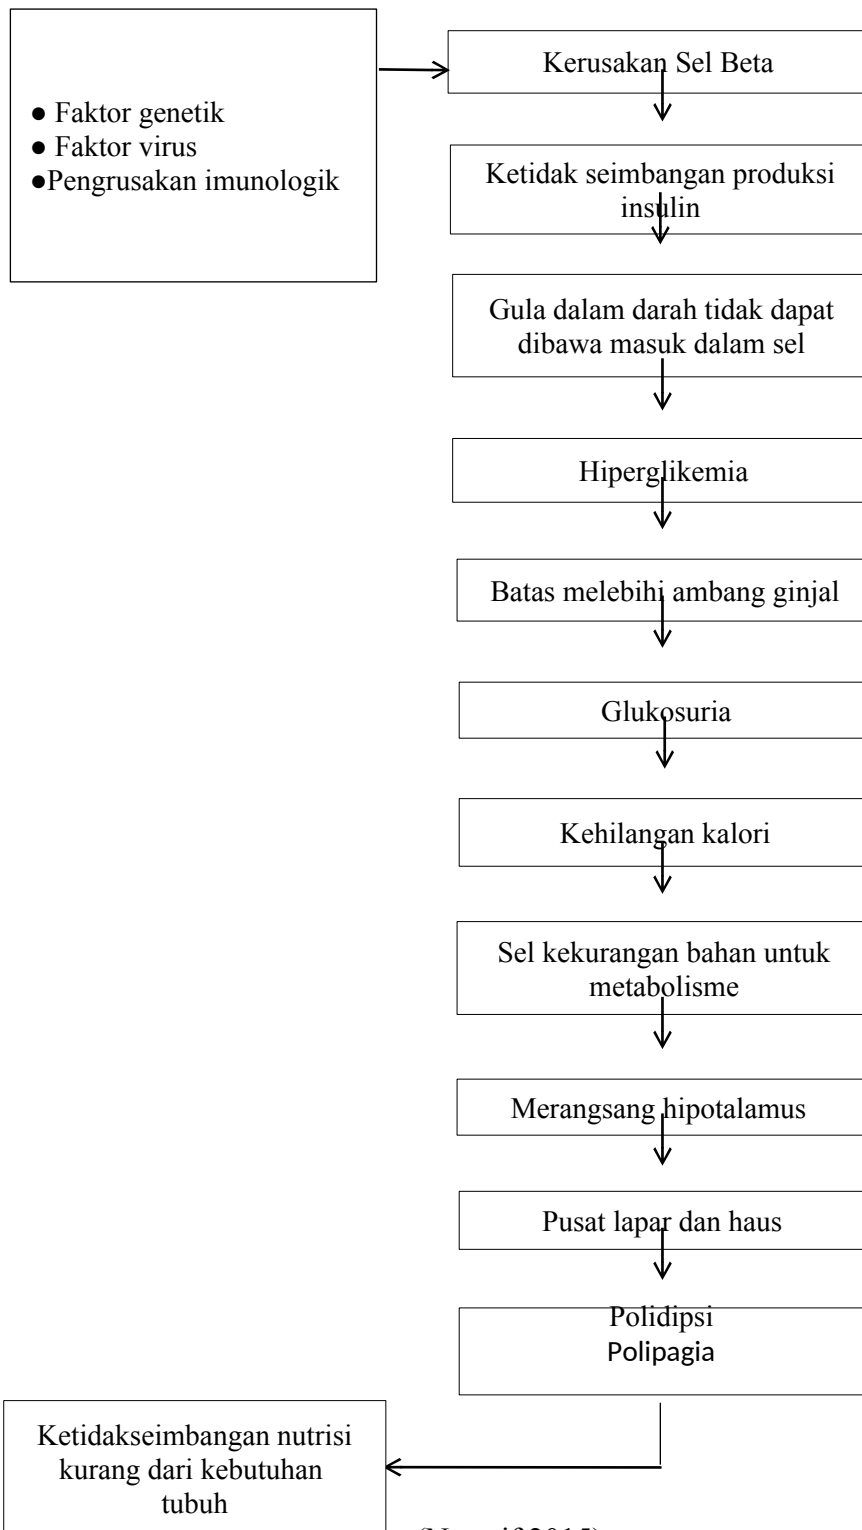 ● Faktor genetik
● Faktor virus
●Pengrusakan imunologik
Kerusakan Sel Beta
Ketidak seimbangan produksi
insulin
Gula dalam darah tidak dapat
dibawa masuk dalam sel
Hiperglikemia
Batas melebihi ambang ginjal
Glukosuria
Kehilangan kalori
Sel kekurangan bahan untuk
metabolisme
Merangsang hipotalamus
Pusat lapar dan haus
Polidipsi
Polipagia
Ketidakseimbangan nutrisi
kurang dari kebutuhan
tubuh
2015)